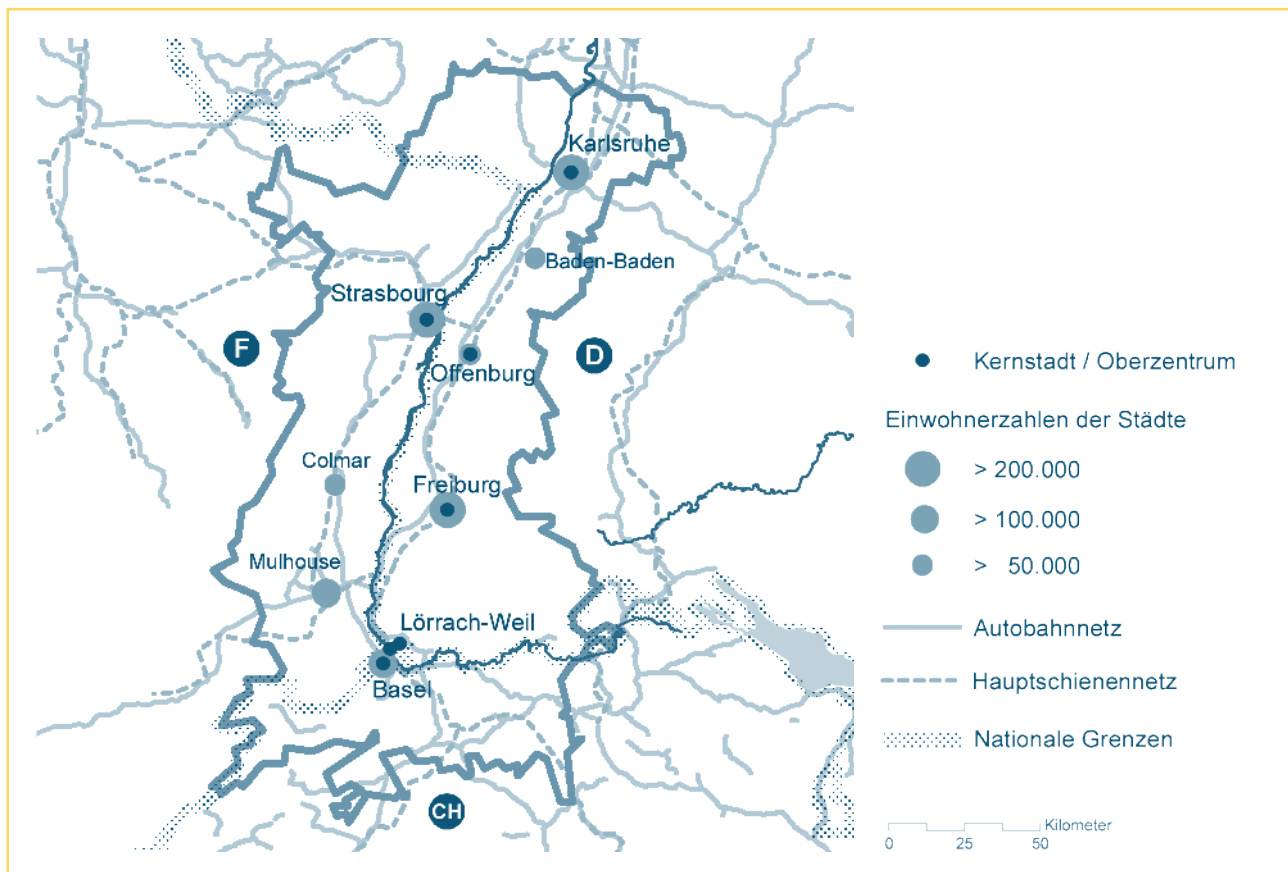 Karlsruhe
Baden-Baden
Strasbourg
F
D
Offenburg
Colmar
Freiburg
Mulhouse
Lörrach-Weil
Basel
CH
Kernstadt / Oberzentrum
Einwohnerzahlen der Städte
> 200.000
> 100.000
> 50.000
Autobahnnetz
Hauptschienennetz
Nationale Grenzen
Kilometer
0 25 50